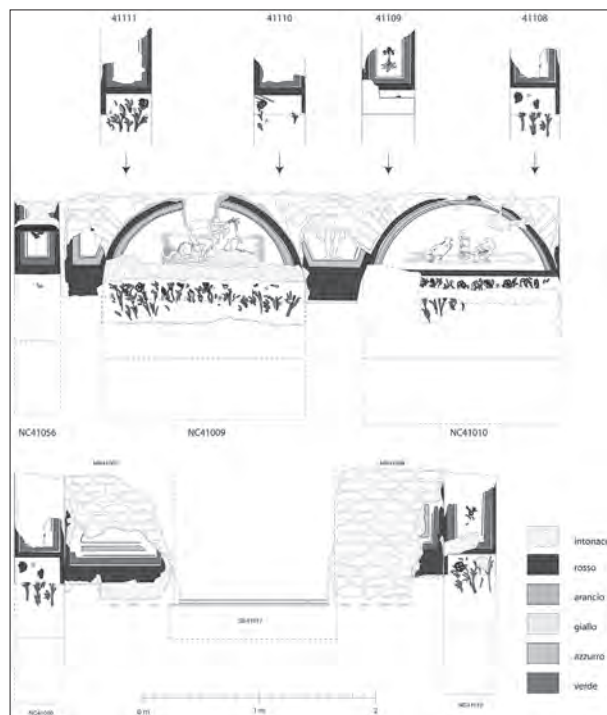 41111 41110 41109 41108
NC41056 NC41009 NC41010
intonaco
rosso
arancio
giallo
azzurro
verde
0 m 1 m 2